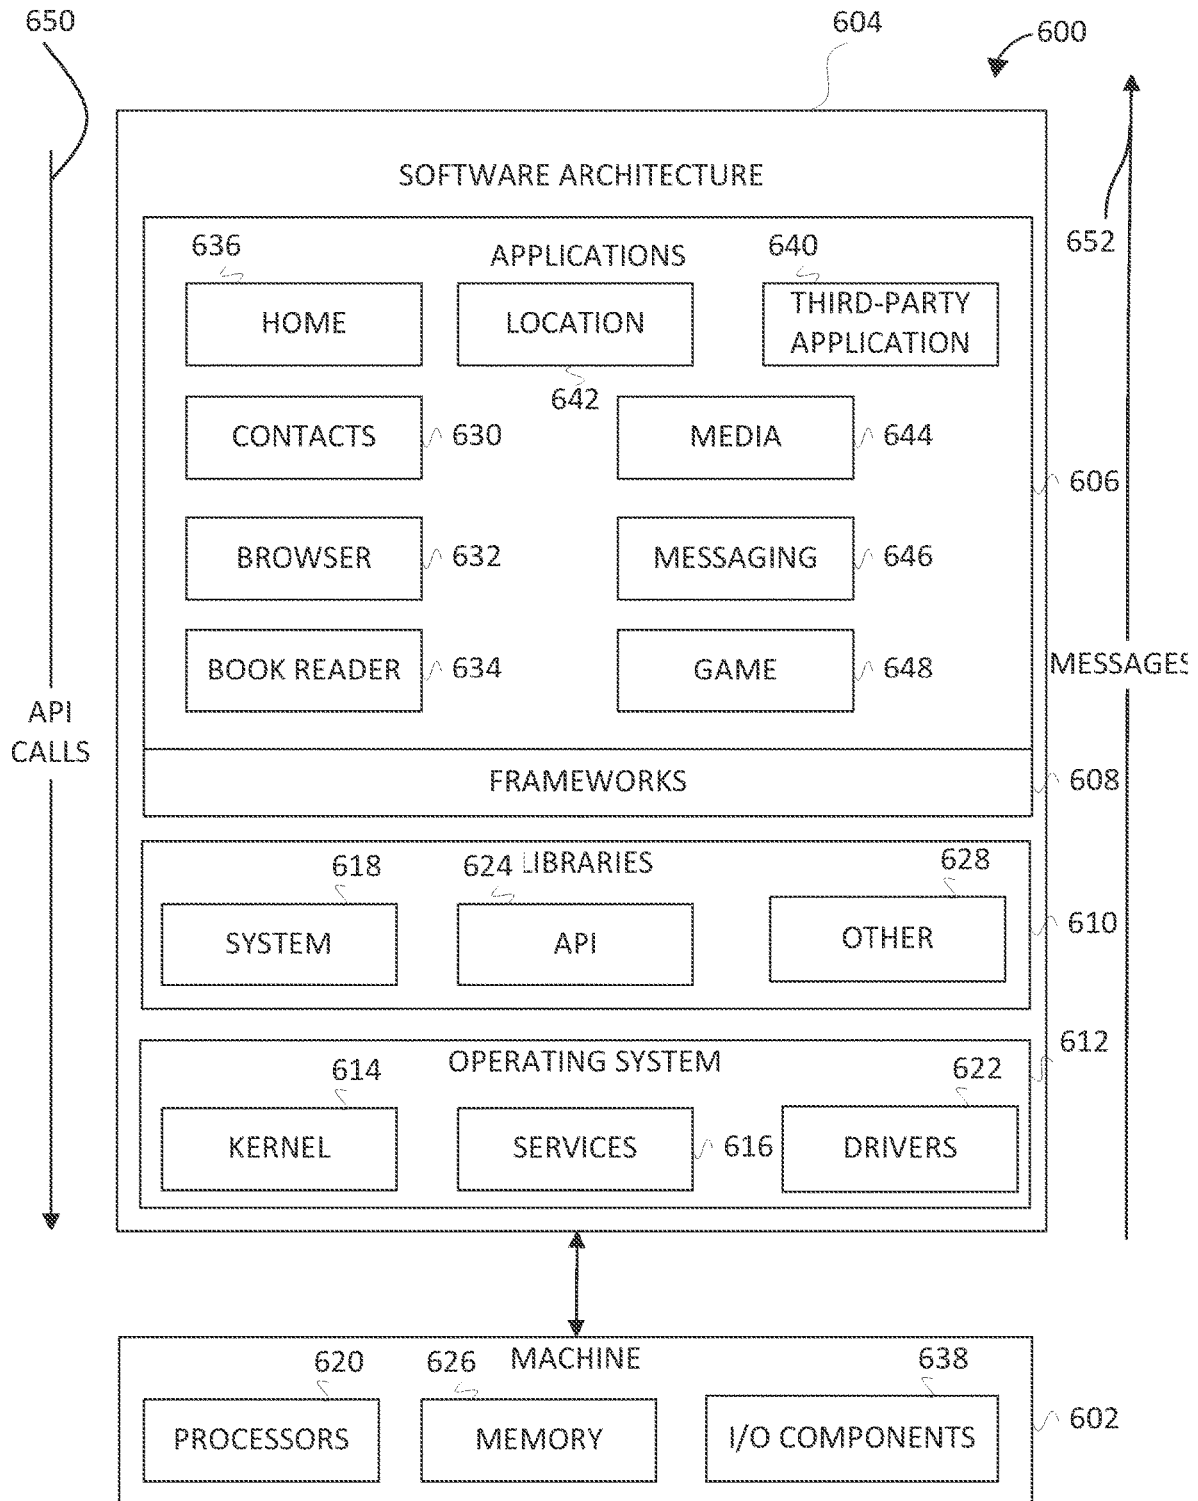 650
604
600
SOFTWARE ARCHITECTURE
652
636
APPLICATIONS
640
HOME
LOCATION
THIRD-PARTY
APPLICATION
642
CONTACTS
630
MEDIA
644
606
BROWSER
632
MESSAGING
646
BOOK READER
634
GAME
648
MESSAGES
API
CALLS
FRAMEWORKS
608
618
624
LIBRARIES
628
SYSTEM
API
OTHER
610
612
614
OPERATING SYSTEM
622
KERNEL
SERVICES
616
DRIVERS
620
626
MACHINE
638
PROCESSORS
MEMORY
I/O COMPONENTS
602